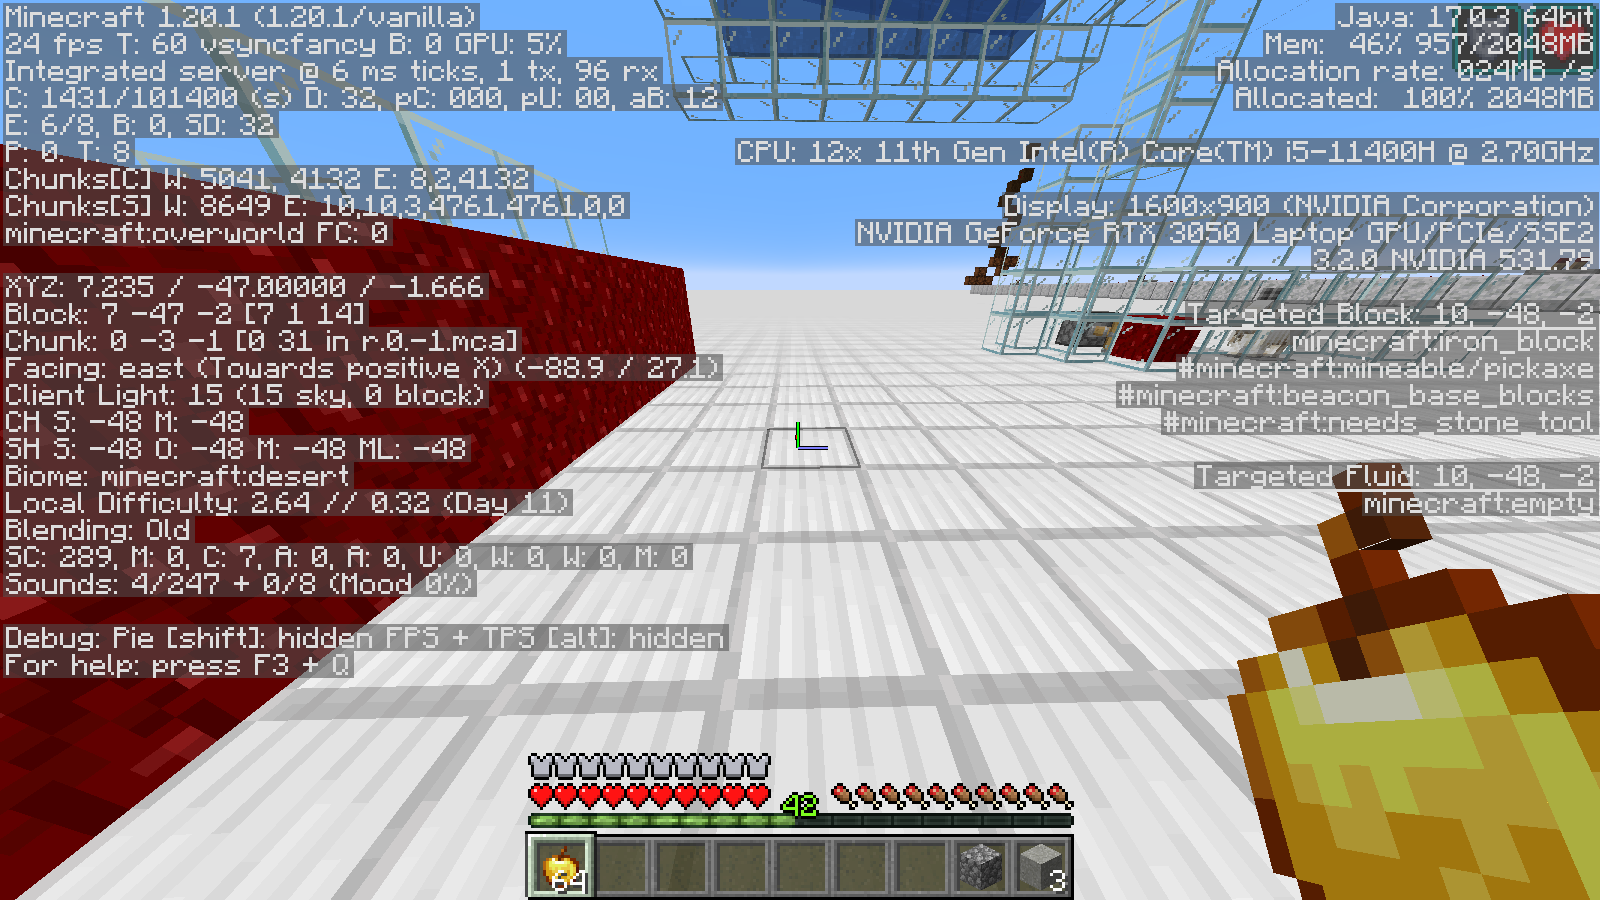 Minecraft 1.20.1 (1.20.1/vanilla)
24 fps T: 60 vsyncfancy B: 0 GPU: 5%
Integrated server @ 6 ms ticks, 1 tx, 96 rx
C: 1431/101400 (s) D: 32, pC: 000, pU: 00, aB: 12
E: 6/8, B: 0, SD: 32
P: 0. T: 8
Chunks[C] W: 5041, 4132 E: 8,2,4132
Chunks[S] W: 8649 E: 10,10,3,4761,4761,0,0
minecraft:overworld FC: 0
XYZ: 7.235 / -47.00000 / -1.666
Block: 7 -47 -2 [7 1 14]
Chunk: 0 -3 -1 [0 31 in r.0.-1.mca]
Facing: east (Towards positive X) (-88.9 / 27.1)
Client Light: 15 (15 sky, 0 block)
CH S: -48 M: -48
SH S: -48 O: -48 M: -48 ML: -48
Biome: minecraft:desert
Local Difficulty: 2.64 // 0.32 (Day 11)
Blending: Old
SC: 289, M: 0, C: 7, A: 0, A: 0, U: 0, W: 0, W: 0, M: 0
Sounds: 4/247 + 0/8 (Mood 0%)
Debug: Pie [shift]: hidden FPS + TPS [alt]: hidden
For help: press F3 + Q
Java: 17.0.3 64bit
Mem: 46% 957/2048MB
Allocation rate: 024MB /s
Allocated: 100% 2048MB
CPU: 12x 11th Gen Intel(R) Core(TM) i5-11400H @ 2.70GHz
Display: 1600x900 (NVIDIA Corporation)
NVIDIA GeForce RTX 3050 Laptop GPU/PCIe/SSE2
3.2.0 NVIDIA 531.79
Targeted Block: 10, -48, -2
minecraft:iron_block
#minecraft:mineable/pickaxe
#minecraft:beacon_base_blocks
#minecraft:needs_stone_tool
Targeted Fluid: 10, -48, -2
minecraft:empty
48
64
3